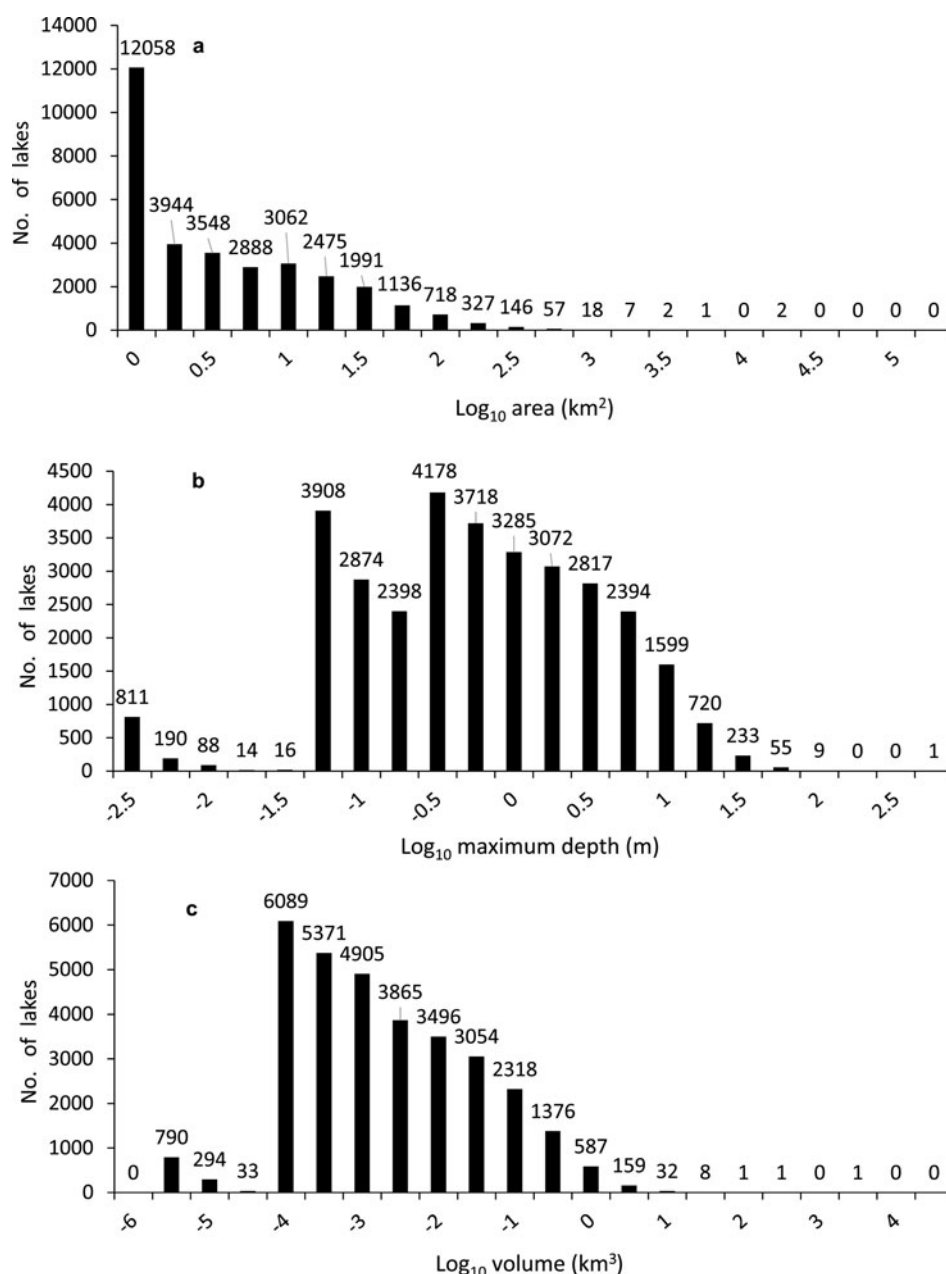 a
14000
12000
10000
8000
6000
4000
2000
0
No. of lakes
12058 3944 3548 2888 3062 2475 1991 1136 718 327 146 57 18 7 2 1 0 2 0 0 0 0
0 0.5 1 1.5 2 2.5 3 3.5 4 4.5 5
Log₁₀ area (km²)
b
4500
4000
3500
3000
2500
2000
1500
1000
500
0
No. of lakes
811 190 88 14 16 3908 2874 2398 4178 3718 3285 3072 2817 2394 1599 720 233 55 9 0 0 1
-2.5 -2 -1.5 -1 -0.5 0 0.5 1 1.5 2 2.5
Log₁₀ maximum depth (m)
c
7000
6000
5000
4000
3000
2000
1000
0
No. of lakes
0 790 294 33 6089 5371 4905 3865 3496 3054 2318 1376 587 159 32 8 1 1 0 1 0 0
-6 -5 -4 -3 -2 -1 0 1 2 3 4
Log₁₀ volume (km³)